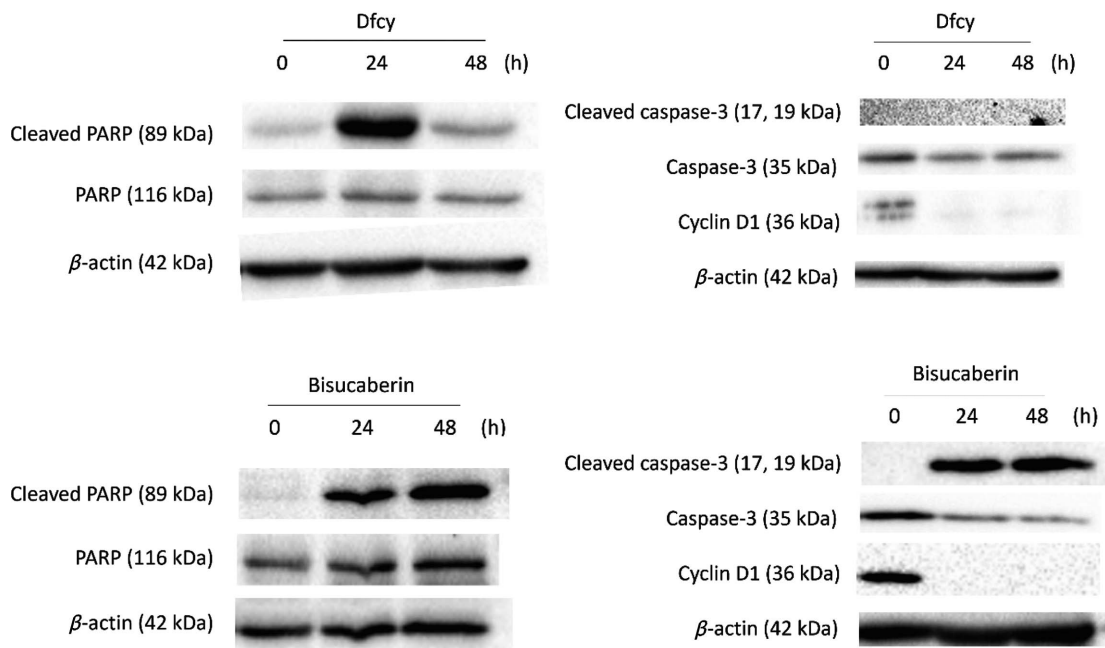 Dfcy
0 24 48 (h)
Cleaved PARP (89 kDa)
PARP (116 kDa)
β-actin (42 kDa)
Dfcy
0 24 48 (h)
Cleaved caspase-3 (17, 19 kDa)
Caspase-3 (35 kDa)
Cyclin D1 (36 kDa)
β-actin (42 kDa)
Bisucaberin
0 24 48 (h)
Cleaved PARP (89 kDa)
PARP (116 kDa)
β-actin (42 kDa)
Bisucaberin
0 24 48 (h)
Cleaved caspase-3 (17, 19 kDa)
Caspase-3 (35 kDa)
Cyclin D1 (36 kDa)
β-actin (42 kDa)